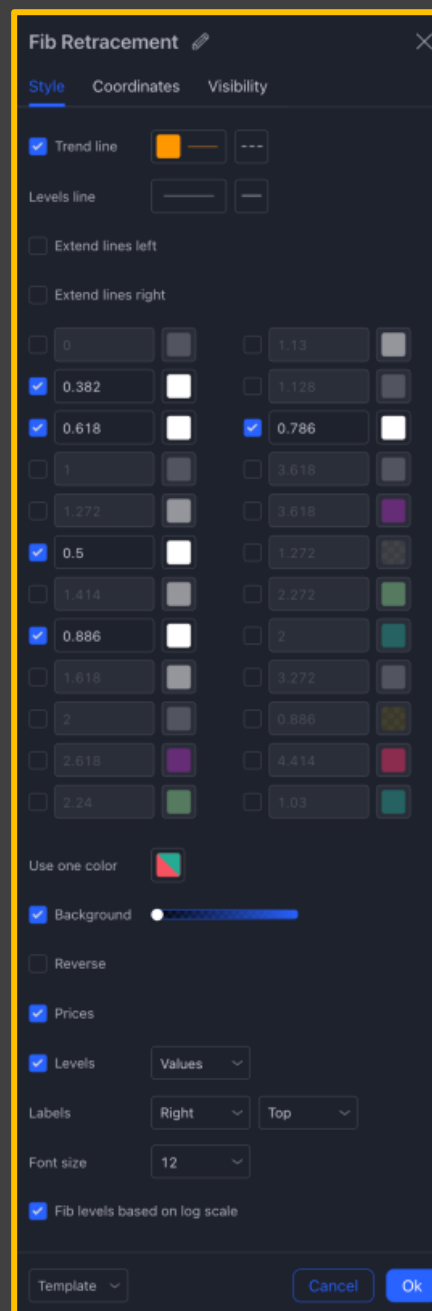 Fib Retracement
Style Coordinates Visibility
Trend line
Levels line
Extend lines left
Extend lines right
0 1.13
0.382 1.128
0.618 0.786
1 3.618
1.272 3.618
0.5 1.272
1.414 2.272
0.886 2
1.618 3.272
2 0.886
2.618 4.414
2.24 1.03
Use one color
Background
Reverse
Prices
Levels Values
Labels Right Top
Font size 12
Fib levels based on log scale
Template Cancel Ok